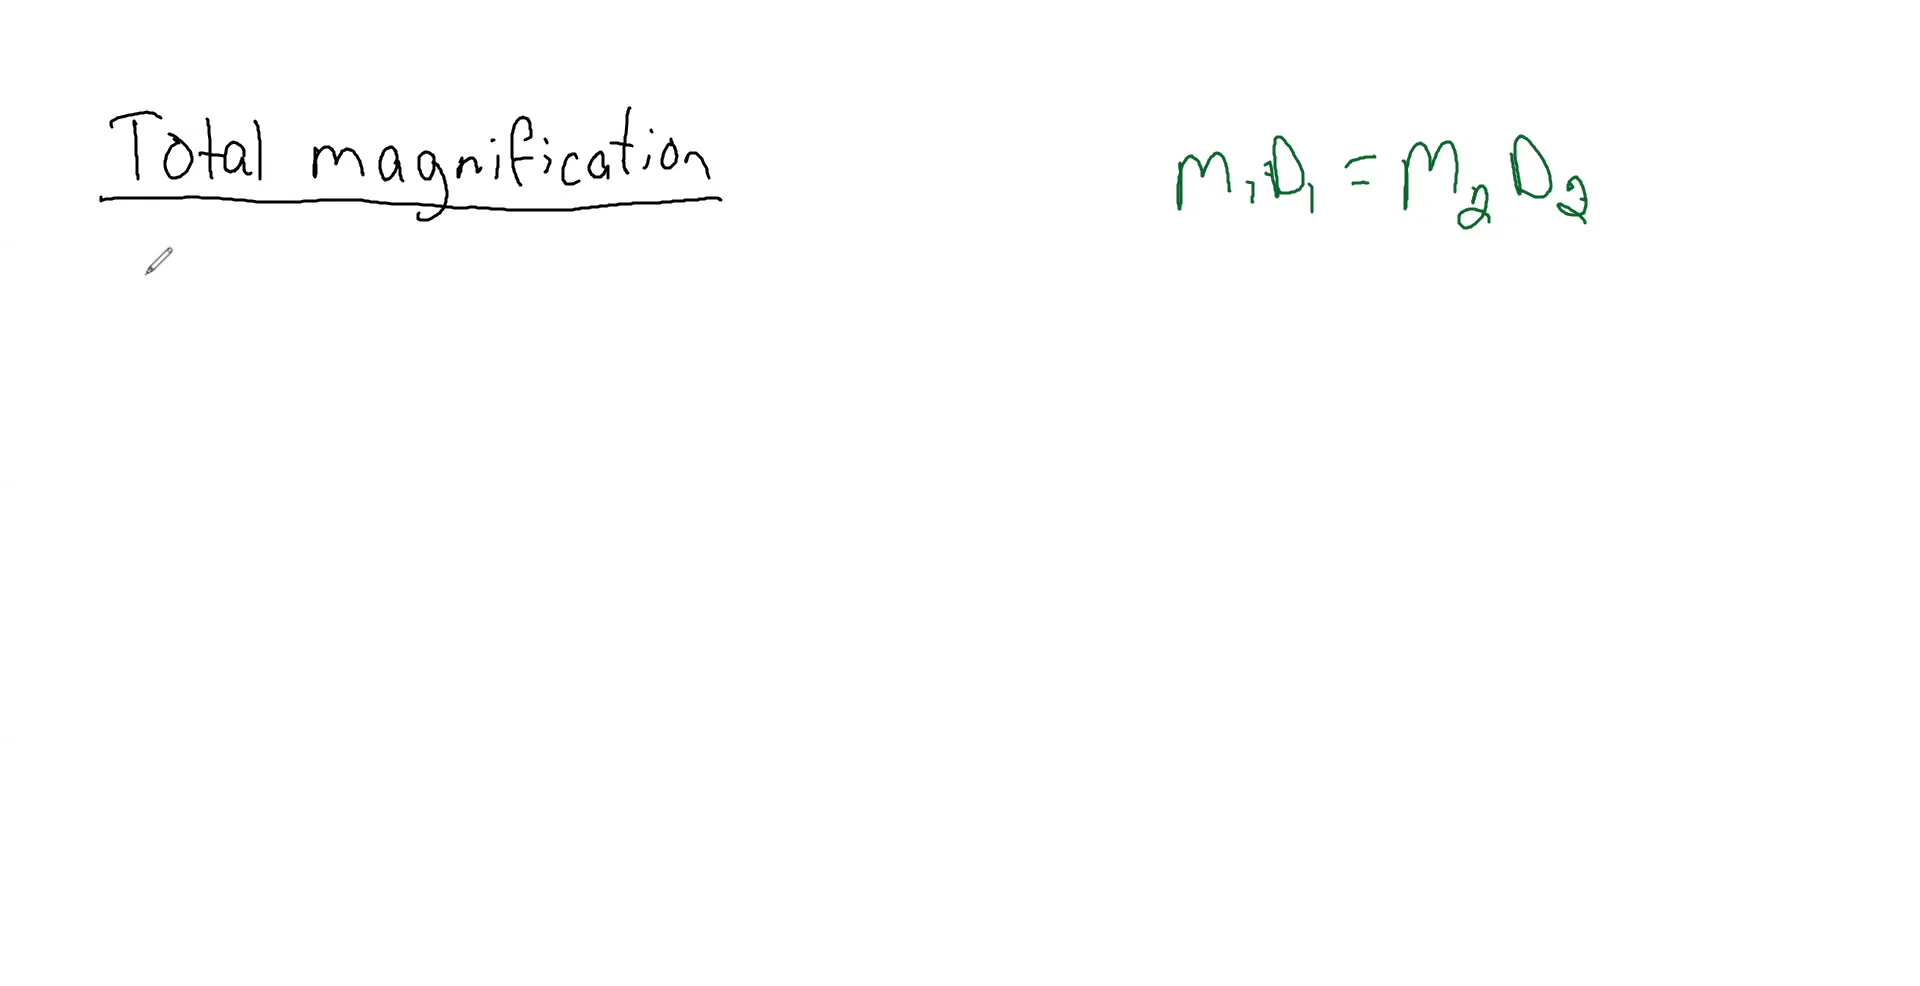 Total magnification
M₁D₁ = M₂D₂